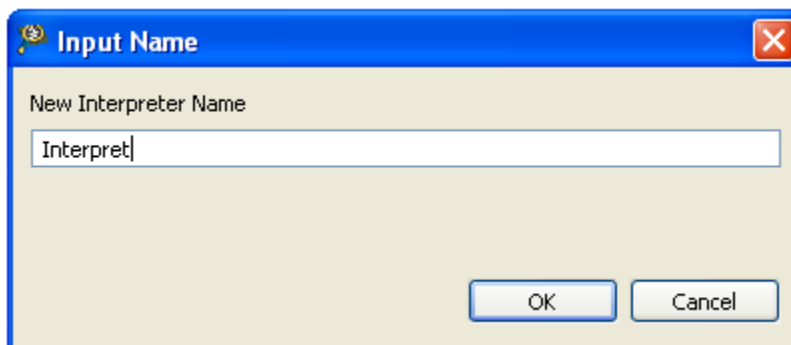 Input Name
New Interpreter Name
Interpret
OK Cancel